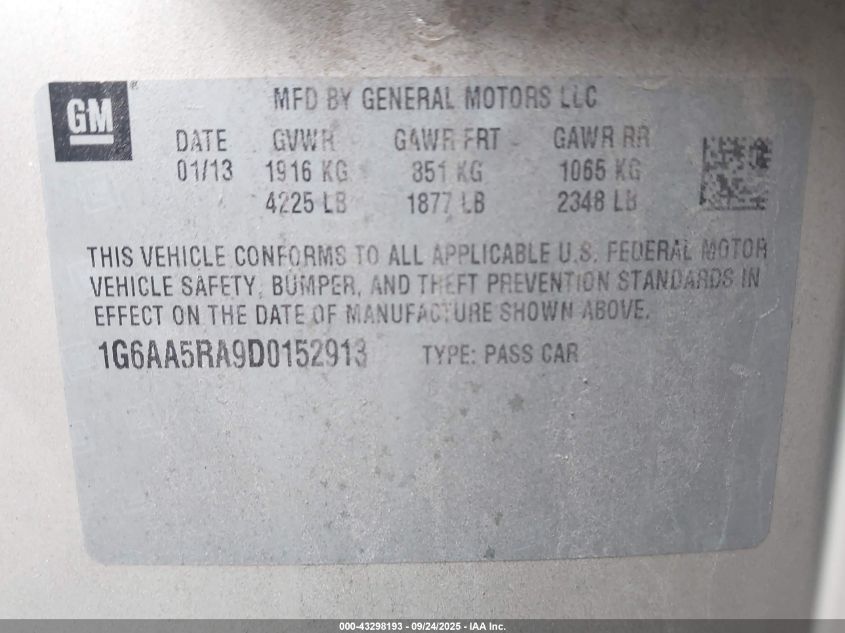 GM®
MFD BY GENERAL MOTORS LLC
DATE GVWR GAWR FRT GAWR RR
01/13 1916 KG 851 KG 1065 KG
4225 LB 1877 LB 2348 LB
THIS VEHICLE CONFORMS TO ALL APPLICABLE U.S. FEDERAL MOTOR
VEHICLE SAFETY, BUMPER, AND THEFT PREVENTION STANDARDS IN
EFFECT ON THE DATE OF MANUFACTURE SHOWN ABOVE.
1G6AA5RA9D0152913 TYPE: PASS CAR
000-43298193 - 09/24/2025 - IAA Inc.